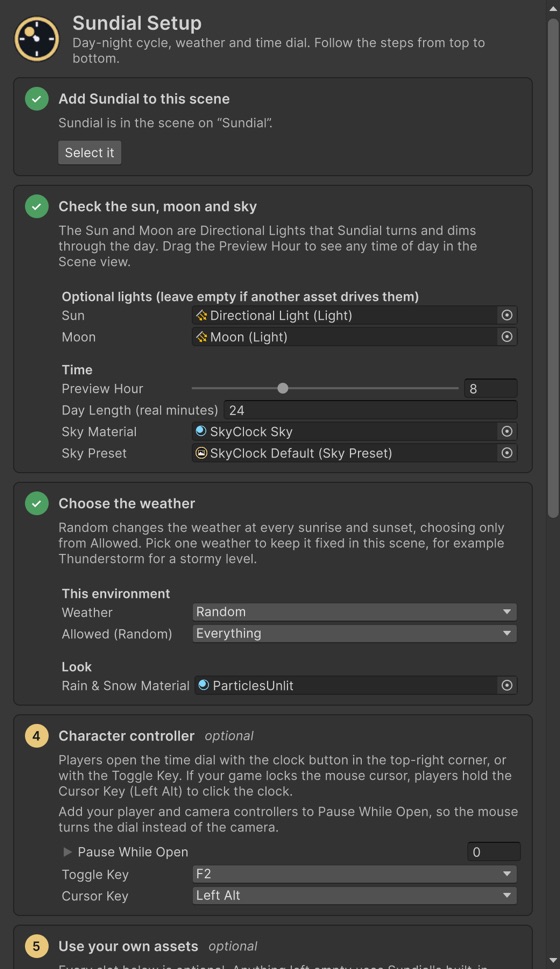 Sundial Setup
Day-night cycle, weather and time dial. Follow the steps from top to
bottom.
Add Sundial to this scene
Sundial is in the scene on “Sundial”.
Select it
Check the sun, moon and sky
The Sun and Moon are Directional Lights that Sundial turns and dims
through the day. Drag the Preview Hour to see any time of day in the
Scene view.
Optional lights (leave empty if another asset drives them)
Sun Directional Light (Light)
Moon Moon (Light)
Time
Preview Hour 8
Day Length (real minutes) 24
Sky Material SkyClock Sky
Sky Preset SkyClock Default (Sky Preset)
Choose the weather
Random changes the weather at every sunrise and sunset, choosing only
from Allowed. Pick one weather to keep it fixed in this scene, for example
Thunderstorm for a stormy level.
This environment
Weather Random
Allowed (Random) Everything
Look
Rain & Snow Material ParticlesUnlit
4 Character controller optional
Players open the time dial with the clock button in the top-right corner, or
with the Toggle Key. If your game locks the mouse cursor, players hold the
Cursor Key (Left Alt) to click the clock.
Add your player and camera controllers to Pause While Open, so the mouse
turns the dial instead of the camera.
Pause While Open 0
Toggle Key F2
Cursor Key Left Alt
5 Use your own assets optional